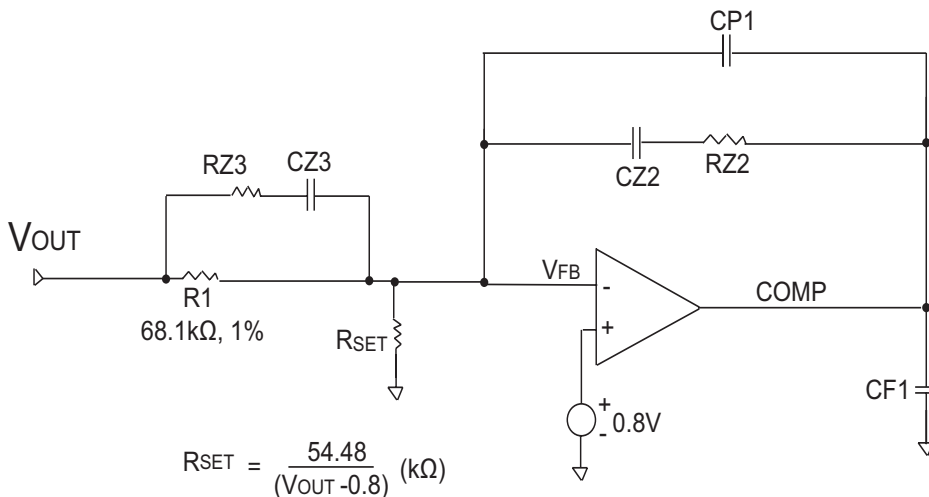 CP1
CZ2
RZ2
RZ3
CZ3
VOUT
R1
68.1kΩ, 1%
RSET
VFB
-
+
COMP
+
-
0.8V
CF1
RSET = 54.48 / (VOUT -0.8) (kΩ)